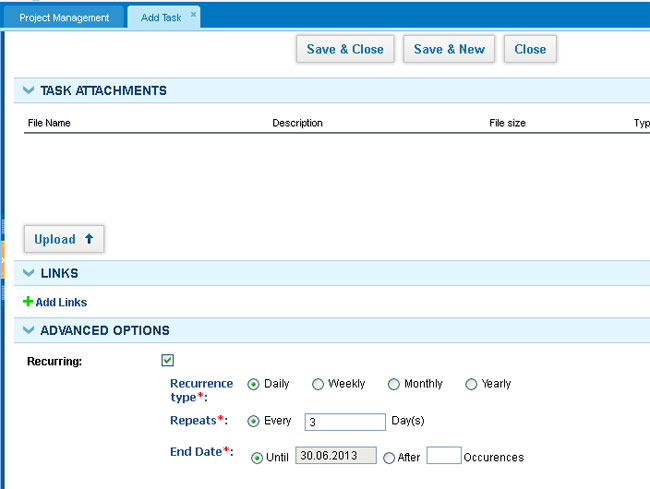 Project Management Add Task
Save & Close Save & New Close
TASK ATTACHMENTS
File Name Description File size Typ
Upload
LINKS
Add Links
ADVANCED OPTIONS
Recurring:
Recurrence type*: Daily Weekly Monthly Yearly
Repeats*: Every 3 Day(s)
End Date*: Until 30.06.2013 After Occurences